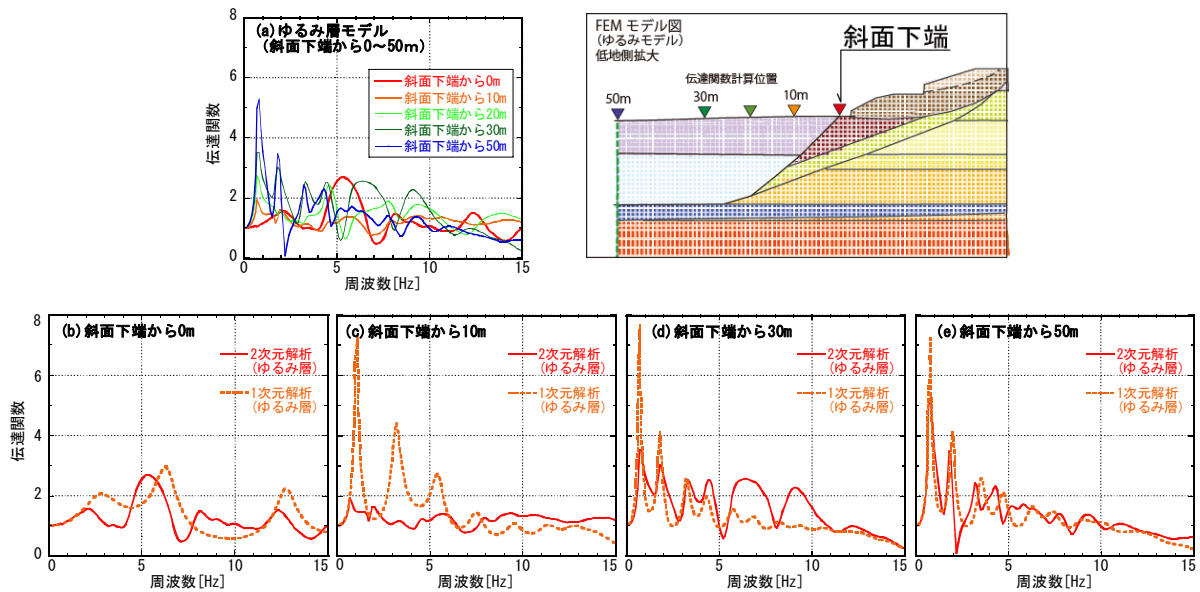 (a)ゆるみ層モデル
(斜面下端から0～50m)
斜面下端から0m
斜面下端から10m
斜面下端から20m
斜面下端から30m
斜面下端から50m
伝達関数
8
6
4
2
0
0
5
10
15
周波数[Hz]
FEM モデル図
(ゆるみモデル)
低地側拡大
斜面下端
伝達関数計算位置
50m
30m
10m
(b)斜面下端から0m
2次元解析
(ゆるみ層)
1次元解析
(ゆるみ層)
伝達関数
8
6
4
2
0
0
5
10
15
周波数[Hz]
(c)斜面下端から10m
2次元解析
(ゆるみ層)
1次元解析
(ゆるみ層)
0
5
10
15
周波数[Hz]
(d)斜面下端から30m
2次元解析
(ゆるみ層)
1次元解析
(ゆるみ層)
0
5
10
15
周波数[Hz]
(e)斜面下端から50m
2次元解析
(ゆるみ層)
1次元解析
(ゆるみ層)
0
5
10
15
周波数[Hz]